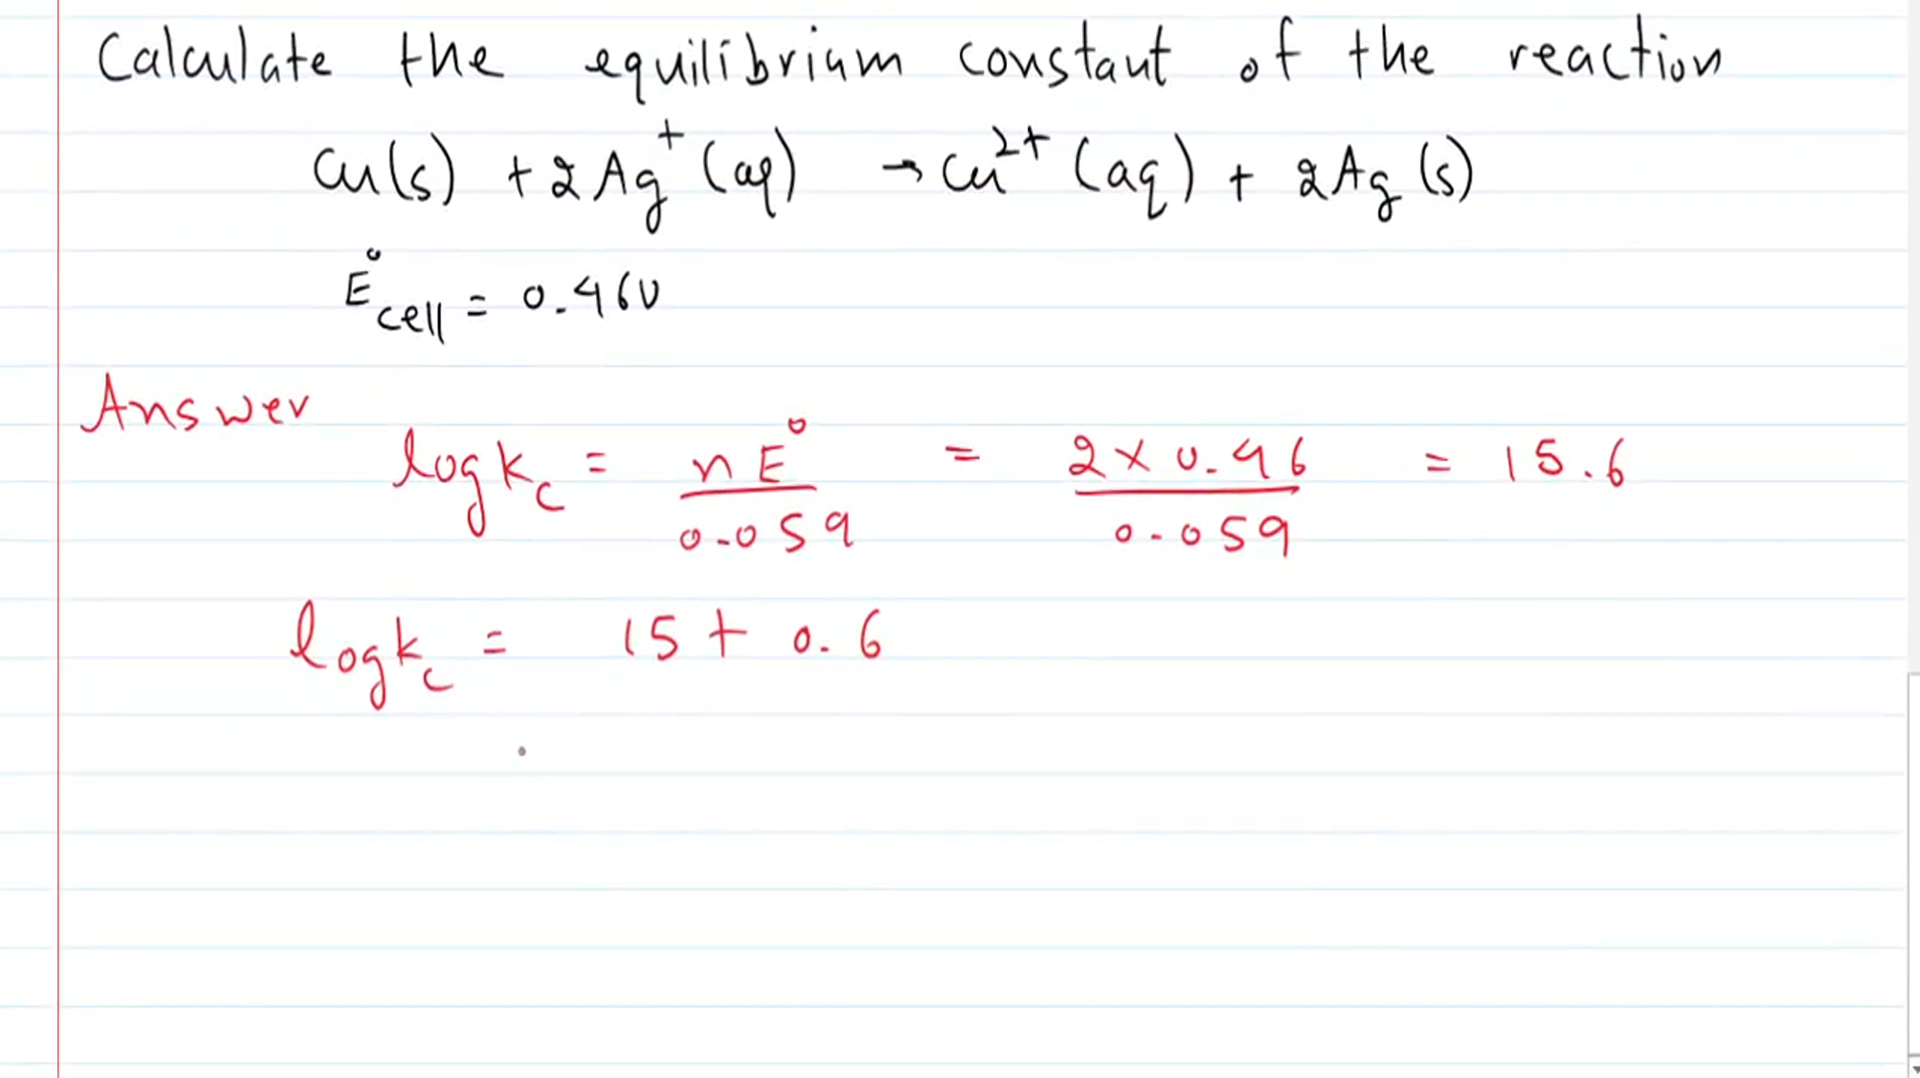 Calculate the equilibrium constant of the reaction
Cu(s) + 2Ag⁺(aq) → Cu²⁺(aq) + 2Ag(s)
E°cell = 0.46V
Answer
log kc = nE°/0.059 = 2 × 0.46/0.059 = 15.6
log kc = 15 + 0.6